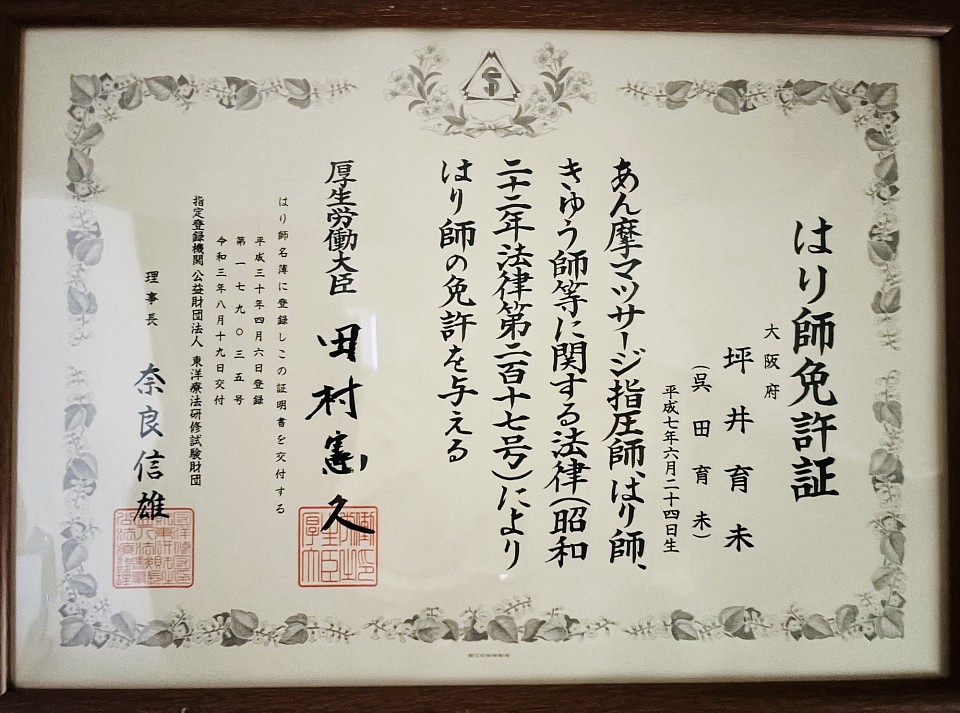 はり師免許証
大阪府
坪井育未
(呉田育未)
平成七年六月二十四日生
あん摩マツサージ指圧師、はり師、
きゆう師等に関する法律(昭和
二十二年法律第二百十七号)により
はり師の免許を与える
厚生労働大臣 田村憲久
はり師名簿に登録しこの証明書を交付する
平成三十年四月六日登録
第一七九〇三五号
令和三年八月十九日交付
指定登録機関 公益財団法人 東洋療法研修試験財団
理事長 奈良信雄